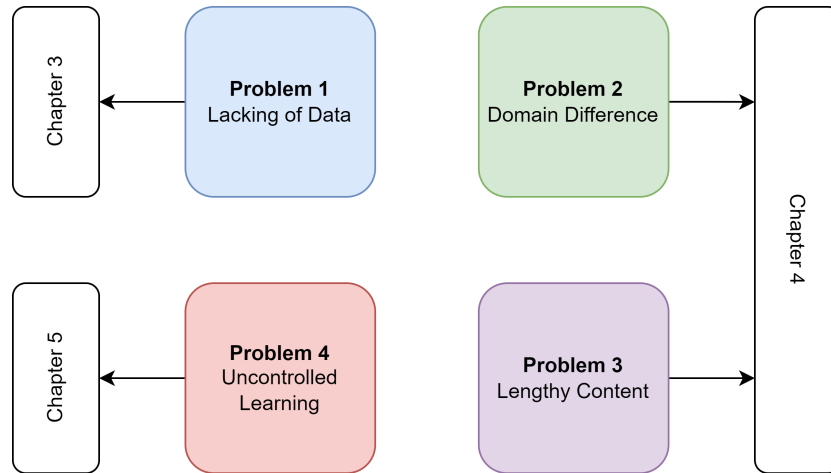 Chapter 3
Problem 1
Lacking of Data
Problem 2
Domain Difference
Chapter 4
Chapter 5
Problem 4
Uncontrolled
Learning
Problem 3
Lengthy Content